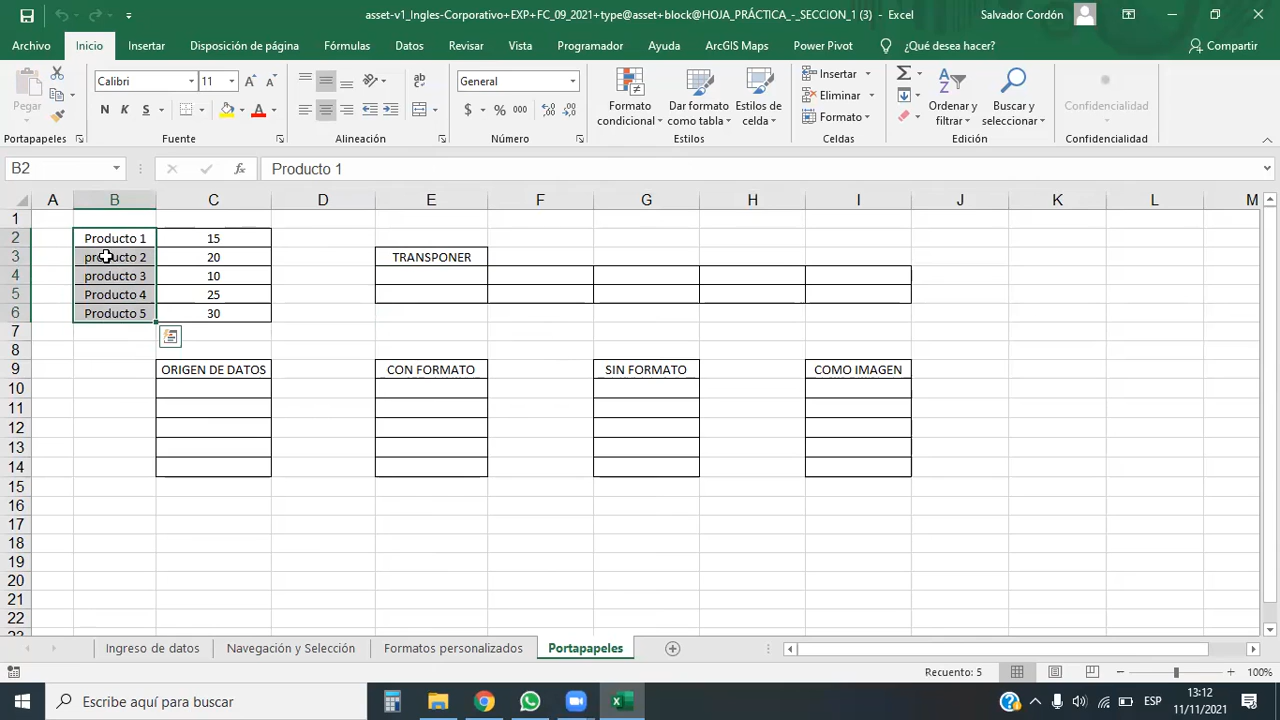 asset-v1_Ingles-Corporativo+EXP+FC_09_2021+type@asset+block@HOJA_PRÁCTICA_-_SECCION_1 (3) - Excel
Salvador Cordón
Archivo Inicio Insertar Disposición de página Fórmulas Datos Revisar Vista Programador Ayuda ArcGIS Maps Power Pivot ¿Qué desea hacer? Compartir
Pegar
Calibri 11
N K S
Portapapeles Fuente
ab
Alineación
General
$ % 000
Número
Formato condicional
Dar formato como tabla
Estilos de celda
Estilos
Insertar
Eliminar
Formato
Celdas
Ordenar y filtrar
Buscar y seleccionar
Edición
Confidencialidad
Confidencialidad
B2 fx Producto 1
A B C D E F G H I J K L M
1
2 Producto 1 15
3 producto 2 20 TRANSPONER
4 producto 3 10
5 Producto 4 25
6 Producto 5 30
7
8
9 ORIGEN DE DATOS CON FORMATO SIN FORMATO COMO IMAGEN
10
11
12
13
14
15
16
17
18
19
20
21
22
23
Ingreso de datos Navegación y Selección Formatos personalizados Portapapeles
Recuento: 5 100%
Escribe aquí para buscar
ESP
13:12
11/11/2021